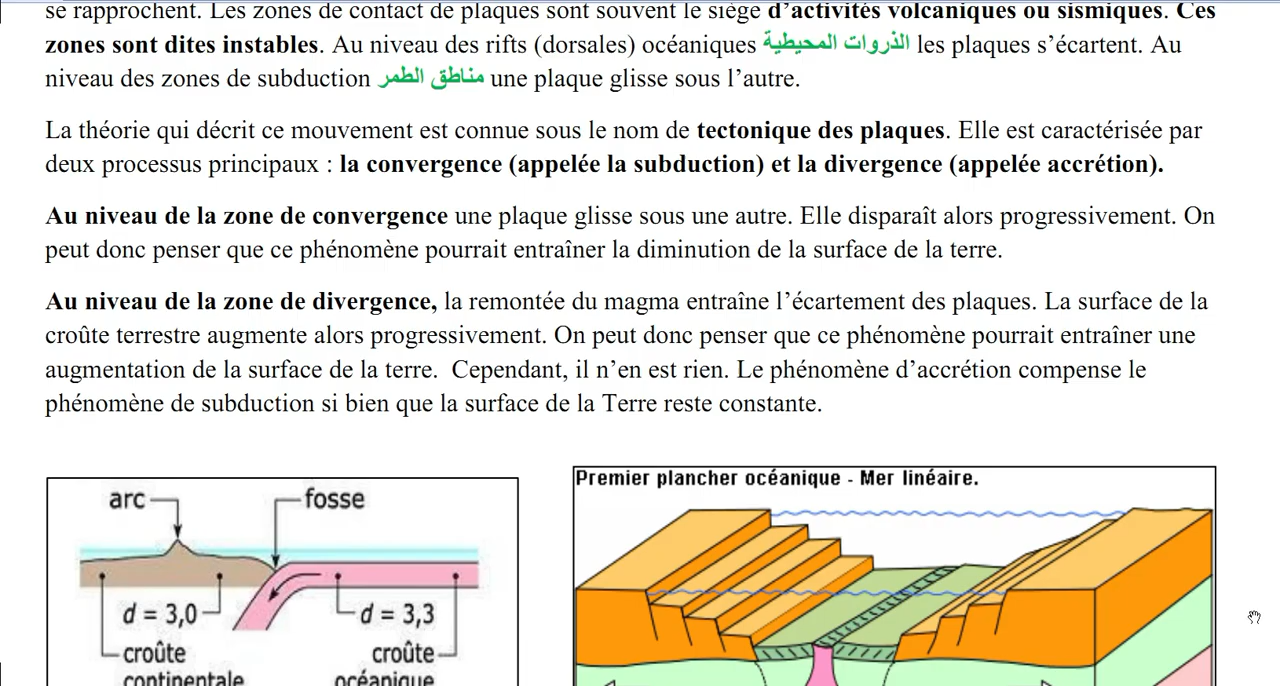 se rapprochent. Les zones de contact de plaques sont souvent le siège d’activités volcaniques ou sismiques. Ces
zones sont dites instables. Au niveau des rifts (dorsales) océaniques الذروات المحيطية les plaques s’écartent. Au
niveau des zones de subduction مناطق الطمر une plaque glisse sous l’autre.
La théorie qui décrit ce mouvement est connue sous le nom de tectonique des plaques. Elle est caractérisée par
deux processus principaux : la convergence (appelée la subduction) et la divergence (appelée accrétion).
Au niveau de la zone de convergence une plaque glisse sous une autre. Elle disparaît alors progressivement. On
peut donc penser que ce phénomène pourrait entraîner la diminution de la surface de la terre.
Au niveau de la zone de divergence, la remontée du magma entraîne l’écartement des plaques. La surface de la
croûte terrestre augmente alors progressivement. On peut donc penser que ce phénomène pourrait entraîner une
augmentation de la surface de la terre.  Cependant, il n’en est rien. Le phénomène d’accrétion compense le
phénomène de subduction si bien que la surface de la Terre reste constante.
arc
fosse
d = 3,0
d = 3,3
croûte
continentale
croûte
océanique
Premier plancher océanique - Mer linéaire.